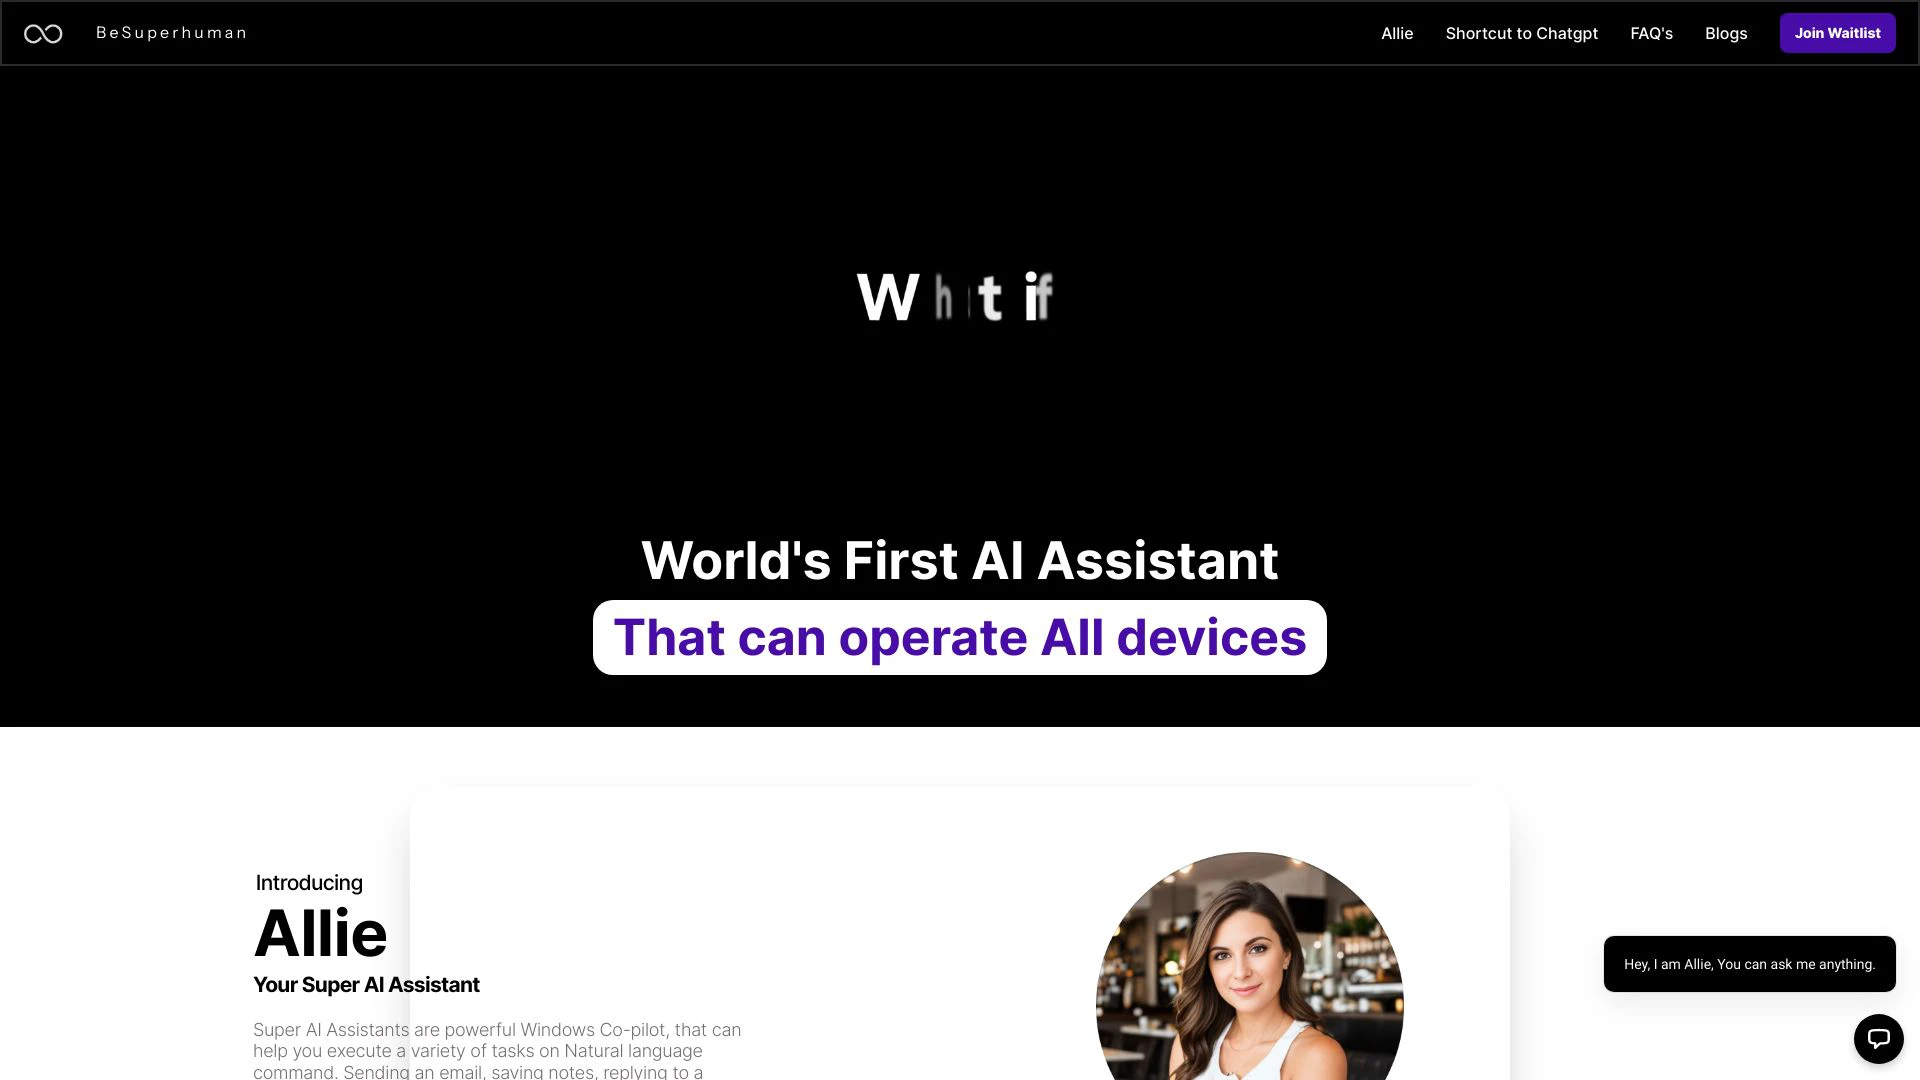 BeSuperhuman
Allie
Shortcut to Chatgpt
FAQ's
Blogs
Join Waitlist
What if
World's First AI Assistant
That can operate All devices
Introducing
Allie
Your Super AI Assistant
Super AI Assistants are powerful Windows Co-pilot, that can
help you execute a variety of tasks on Natural language
command. Sending an email, saving notes, replying to a
Hey, I am Allie, You can ask me anything.